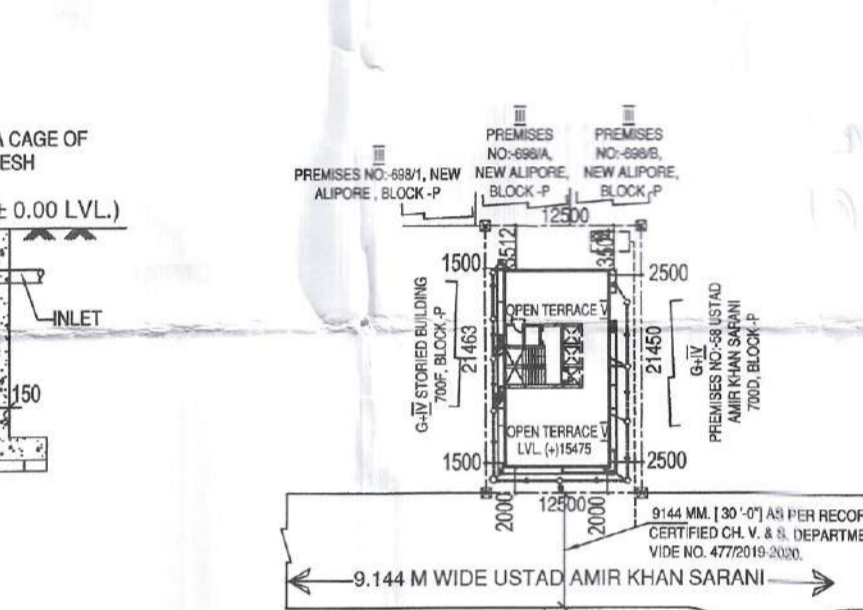 A CAGE OF
ESH
± 0.00 LVL.)
INLET
150
III
PREMISES NO:-698/1, NEW
ALIPORE , BLOCK -P
III
PREMISES
NO:-698/A,
NEW ALIPORE,
BLOCK -P
III
PREMISES
NO:-698/B,
NEW ALIPORE,
BLOCK -P
12500
3512
1500
2500
OPEN TERRACE V
G+IV STORIED BUILDING
700F, BLOCK -P
21463
21450
G+IV
PREMISES NO:-58 USTAD
AMIR KHAN SARANI
700D, BLOCK -P
OPEN TERRACE V
LVL. (+)15475
1500
2500
2000
12500
2000
9144 MM. [ 30 '-0"] AS PER RECOR
CERTIFIED CH. V. & S. DEPARTME
VIDE NO. 477/2019-2020.
9.144 M WIDE USTAD AMIR KHAN SARANI